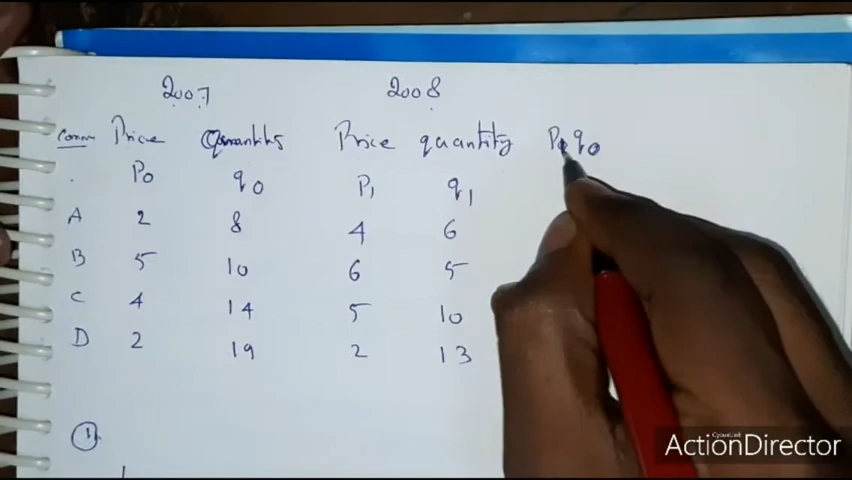 2007 2008
Comm Price Quantity Price quantity P0q0
P0 q0 P1 q1
A 2 8 4 6
B 5 10 6 5
C 4 14 5 10
D 2 19 2 13
①
CyberLink
ActionDirector